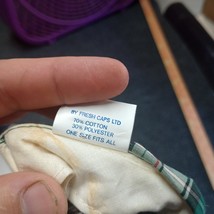 BY FRESH CAPS LTD
70% COTTON
30% POLYESTER
ONE SIZE FITS ALL